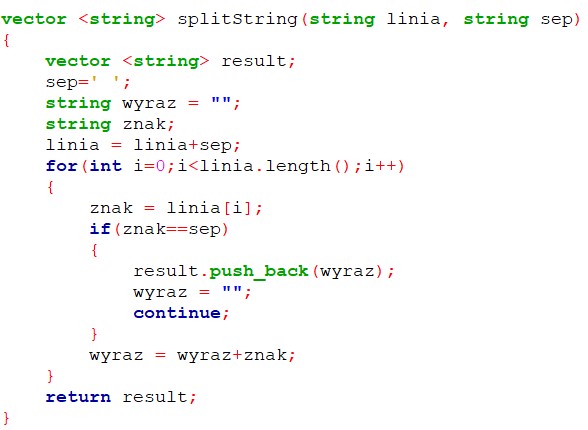 vector <string> splitString(string linia, string sep)
{
    vector <string> result;
    sep=' ';
    string wyraz = "";
    string znak;
    linia = linia+sep;
    for(int i=0;i<linia.length();i++)
    {
        znak = linia[i];
        if(znak==sep)
        {
            result.push_back(wyraz);
            wyraz = "";
            continue;
        }
        wyraz = wyraz+znak;
    }
    return result;
}